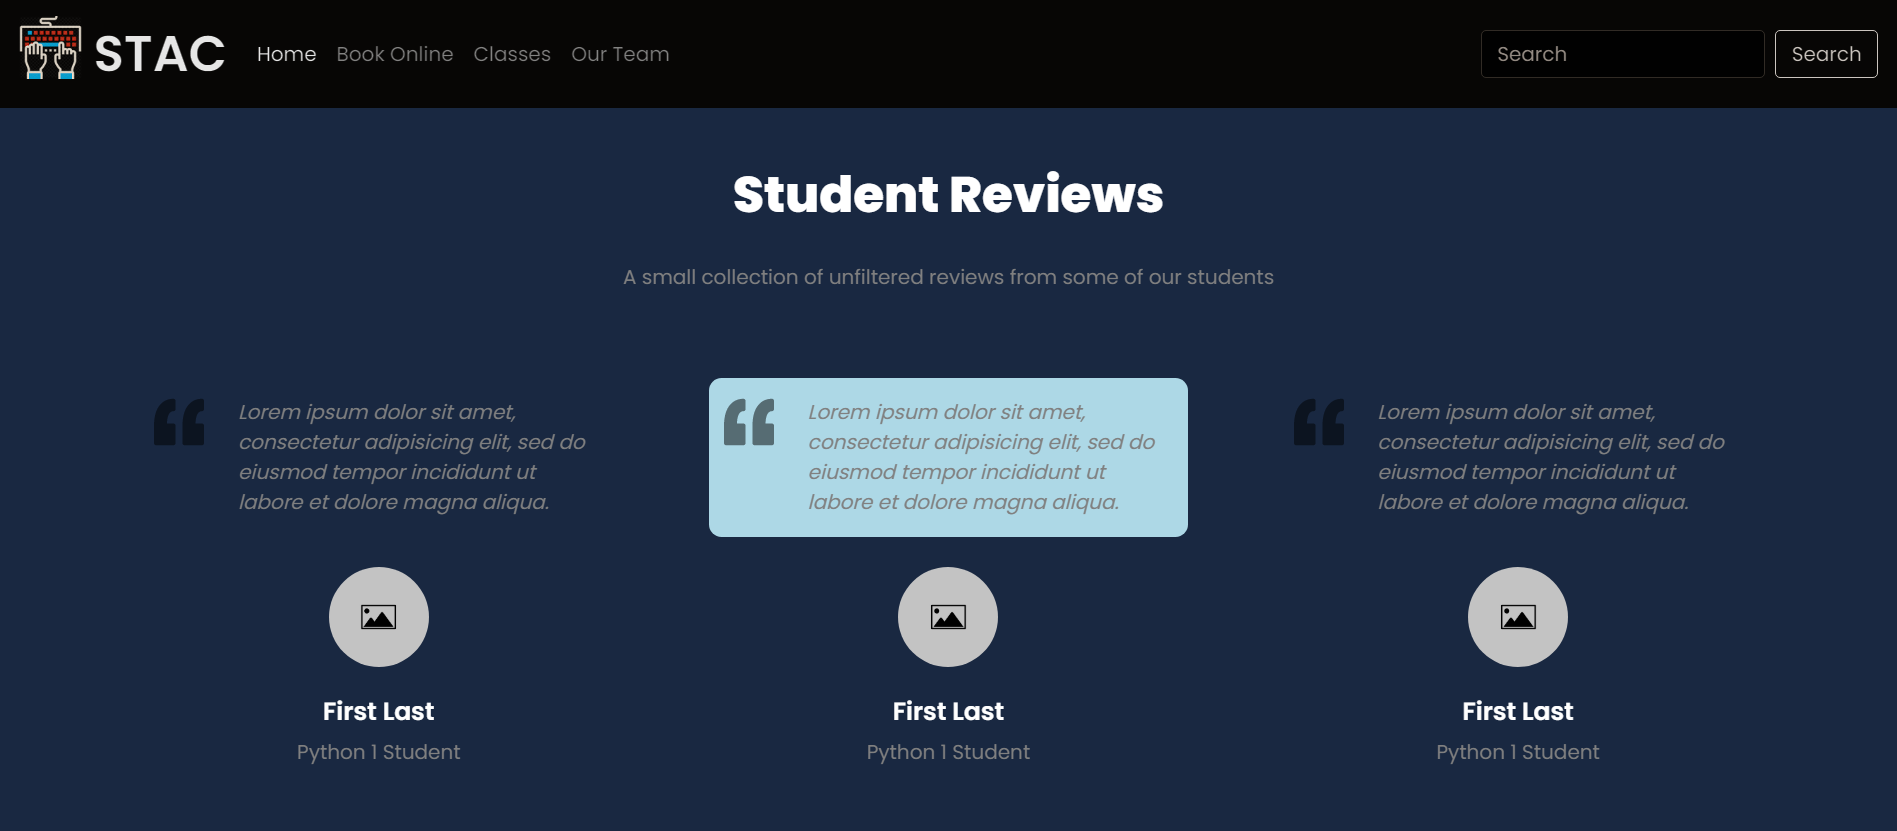 STAC
Home Book Online Classes Our Team
Search Search
Student Reviews
A small collection of unfiltered reviews from some of our students
Lorem ipsum dolor sit amet,
consectetur adipisicing elit, sed do
eiusmod tempor incididunt ut
labore et dolore magna aliqua.
First Last
Python 1 Student
Lorem ipsum dolor sit amet,
consectetur adipisicing elit, sed do
eiusmod tempor incididunt ut
labore et dolore magna aliqua.
First Last
Python 1 Student
Lorem ipsum dolor sit amet,
consectetur adipisicing elit, sed do
eiusmod tempor incididunt ut
labore et dolore magna aliqua.
First Last
Python 1 Student